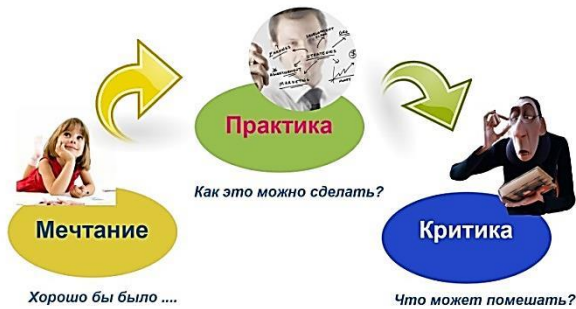 Практика
Как это можно сделать?
Мечтание
Хорошо бы было ....
Критика
Что может помешать?